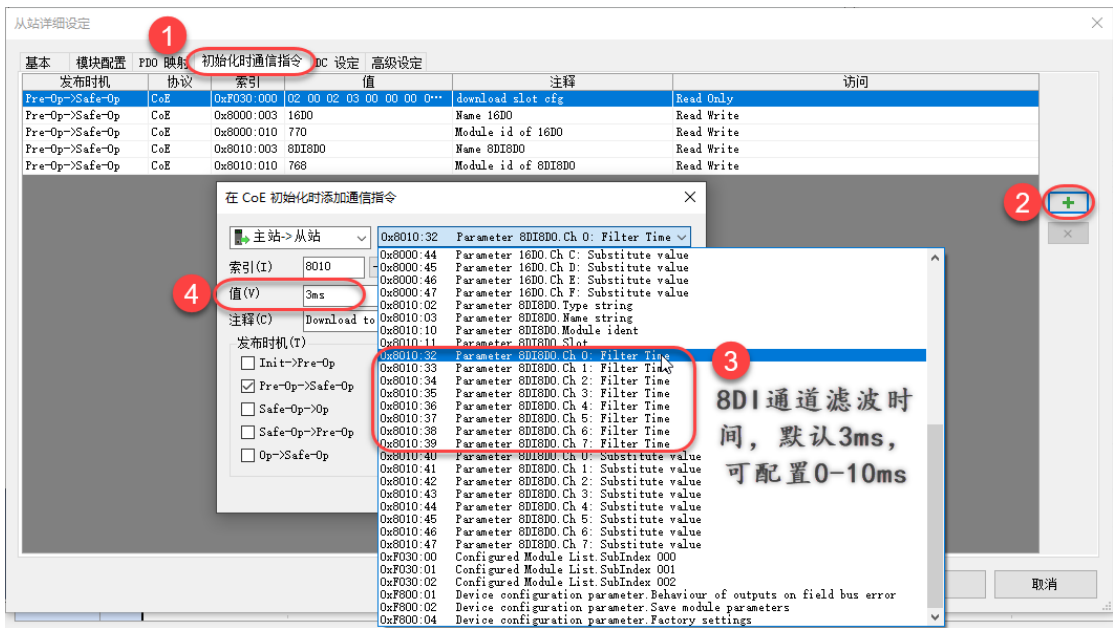 从站详细设定
1
基本 模块配置 PDO 映射 初始化时通信指令 DC 设定 高级设定
发布时机 协议 索引 值 注释 访问
Pre-Op->Safe-Op CoE 0xF030:000 02 00 02 03 00 00 00 0··· download slot cfg Read Only
Pre-Op->Safe-Op CoE 0x8000:003 16DO Name 16DO Read Write
Pre-Op->Safe-Op CoE 0x8000:010 770 Module id of 16DO Read Write
Pre-Op->Safe-Op CoE 0x8010:003 8DI8DO Name 8DI8DO Read Write
Pre-Op->Safe-Op CoE 0x8010:010 768 Module id of 8DI8DO Read Write
在 CoE 初始化时添加通信指令
2
主站->从站 0x8010:32 Parameter 8DI8DO.Ch 0: Filter Time
索引(I) 8010
4
值(V) 3ms
注释(C) Download to
发布时机(T)
Init->Pre-Op
Pre-Op->Safe-Op
Safe-Op->Op
Safe-Op->Pre-Op
Op->Safe-Op
0x8000:44 Parameter 16DO.Ch C: Substitute value
0x8000:45 Parameter 16DO.Ch D: Substitute value
0x8000:46 Parameter 16DO.Ch E: Substitute value
0x8000:47 Parameter 16DO.Ch F: Substitute value
0x8010:02 Parameter 8DI8DO.Type string
0x8010:03 Parameter 8DI8DO.Name string
0x8010:10 Parameter 8DI8DO.Module ident
0x8010:11 Parameter 8DI8DO.Slot
0x8010:32 Parameter 8DI8DO.Ch 0: Filter Time
0x8010:33 Parameter 8DI8DO.Ch 1: Filter Time
0x8010:34 Parameter 8DI8DO.Ch 2: Filter Time
0x8010:35 Parameter 8DI8DO.Ch 3: Filter Time
0x8010:36 Parameter 8DI8DO.Ch 4: Filter Time
0x8010:37 Parameter 8DI8DO.Ch 5: Filter Time
0x8010:38 Parameter 8DI8DO.Ch 6: Filter Time
0x8010:39 Parameter 8DI8DO.Ch 7: Filter Time
0x8010:40 Parameter 8DI8DO.Ch 0: Substitute value
0x8010:41 Parameter 8DI8DO.Ch 1: Substitute value
0x8010:42 Parameter 8DI8DO.Ch 2: Substitute value
0x8010:43 Parameter 8DI8DO.Ch 3: Substitute value
0x8010:44 Parameter 8DI8DO.Ch 4: Substitute value
0x8010:45 Parameter 8DI8DO.Ch 5: Substitute value
0x8010:46 Parameter 8DI8DO.Ch 6: Substitute value
0x8010:47 Parameter 8DI8DO.Ch 7: Substitute value
0xF030:00 Configured Module List.SubIndex 000
0xF030:01 Configured Module List.SubIndex 001
0xF030:02 Configured Module List.SubIndex 002
0xF800:01 Device configuration parameter.Behaviour of outputs on field bus error
0xF800:02 Device configuration parameter.Save module parameters
0xF800:04 Device configuration parameter.Factory settings
3
8DI通道滤波时
间，默认3ms，
可配置0-10ms
取消